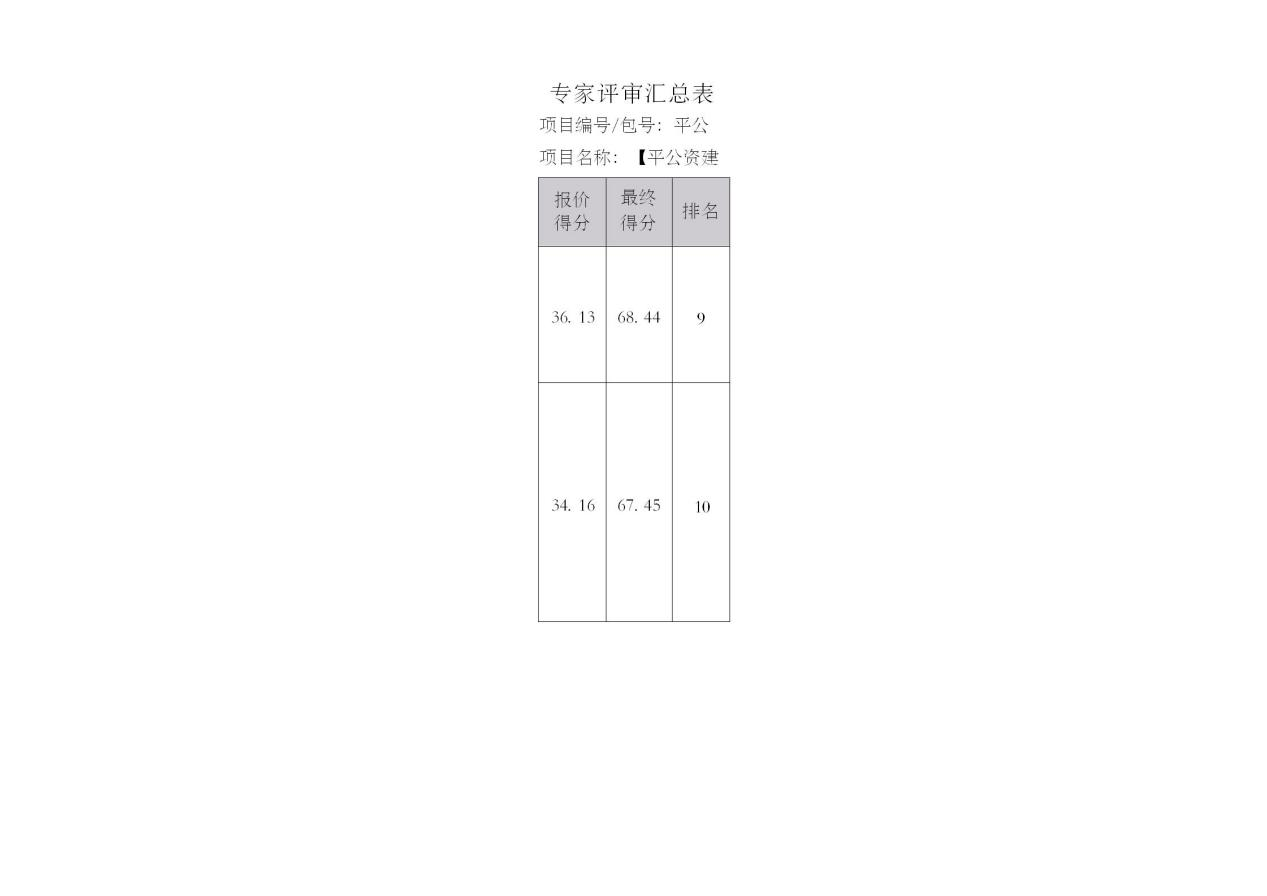 专家评审汇总表
项目编号/包号：平公
项目名称：【平公资建
报价得分 最终得分 排名
36.13 68.44 9
34.16 67.45 10